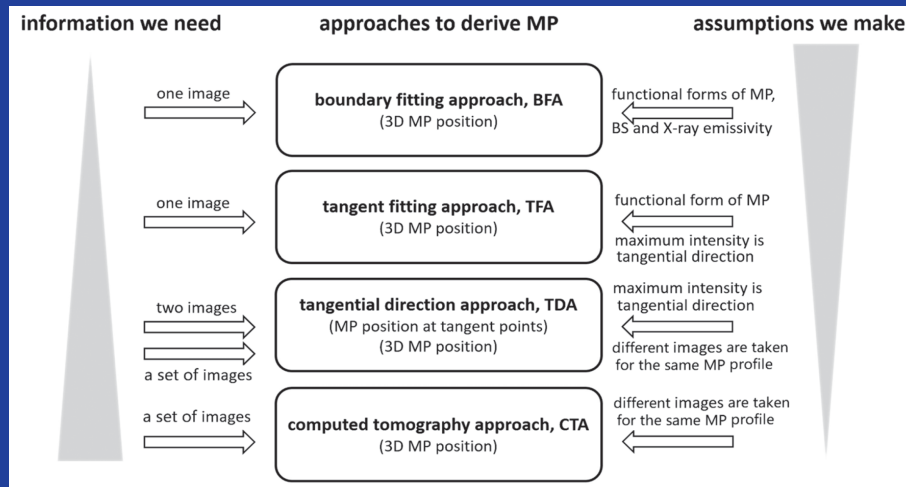 information we need
approaches to derive MP
assumptions we make
one image
boundary fitting approach, BFA
(3D MP position)
functional forms of MP,
BS and X-ray emissivity
one image
tangent fitting approach, TFA
(3D MP position)
functional form of MP
maximum intensity is
tangential direction
two images
a set of images
tangential direction approach, TDA
(MP position at tangent points)
(3D MP position)
maximum intensity is
tangential direction
different images are taken
for the same MP profile
a set of images
computed tomography approach, CTA
(3D MP position)
different images are taken
for the same MP profile